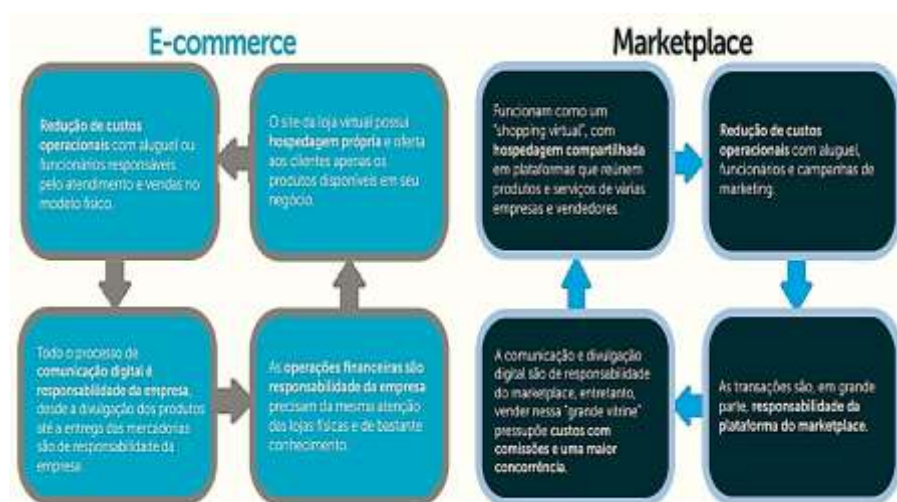 E-commerce
Redução de custos
operacionais com aluguel ou
funcionários responsáveis
pelo atendimento e vendas no
modelo físico.
O site da loja virtual possui
hospedagem própria e oferta
aos clientes apenas os
produtos disponíveis em seu
negócio.
Todo o processo de
comunicação digital é
responsabilidade da empresa,
desde a divulgação dos produtos
até a entrega das mercadorias
são de responsabilidade da
empresa.
As operações financeiras são
responsabilidade da empresa
precisam da mesma atenção
das lojas físicas e de bastante
conhecimento.
Marketplace
Funcionam como um
"shopping virtual", com
hospedagem compartilhada
em plataformas que reúnem
produtos e serviços de várias
empresas e vendedores.
Redução de custos
operacionais com aluguel,
funcionários e campanhas de
marketing.
A comunicação e divulgação
digital são de responsabilidade
do marketplace, entretanto,
vender nessa "grande vitrine"
pressupõe custos com
comissões e uma maior
concorrência.
As transações são, em grande
parte, responsabilidade da
plataforma do marketplace.